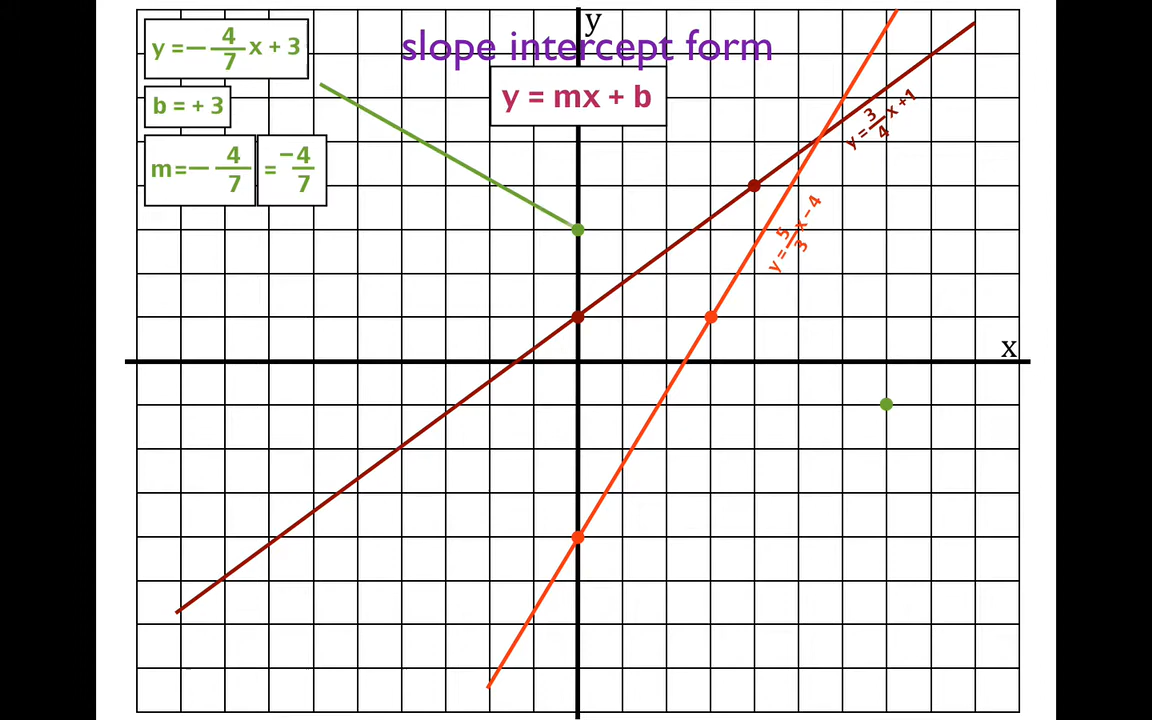 slope intercept form
y = mx + b
y = − 4/7 x + 3
b = + 3
m = − 4/7 = −4/7
y
x
y = 3/4 x + 1
y = 5/3 x − 4